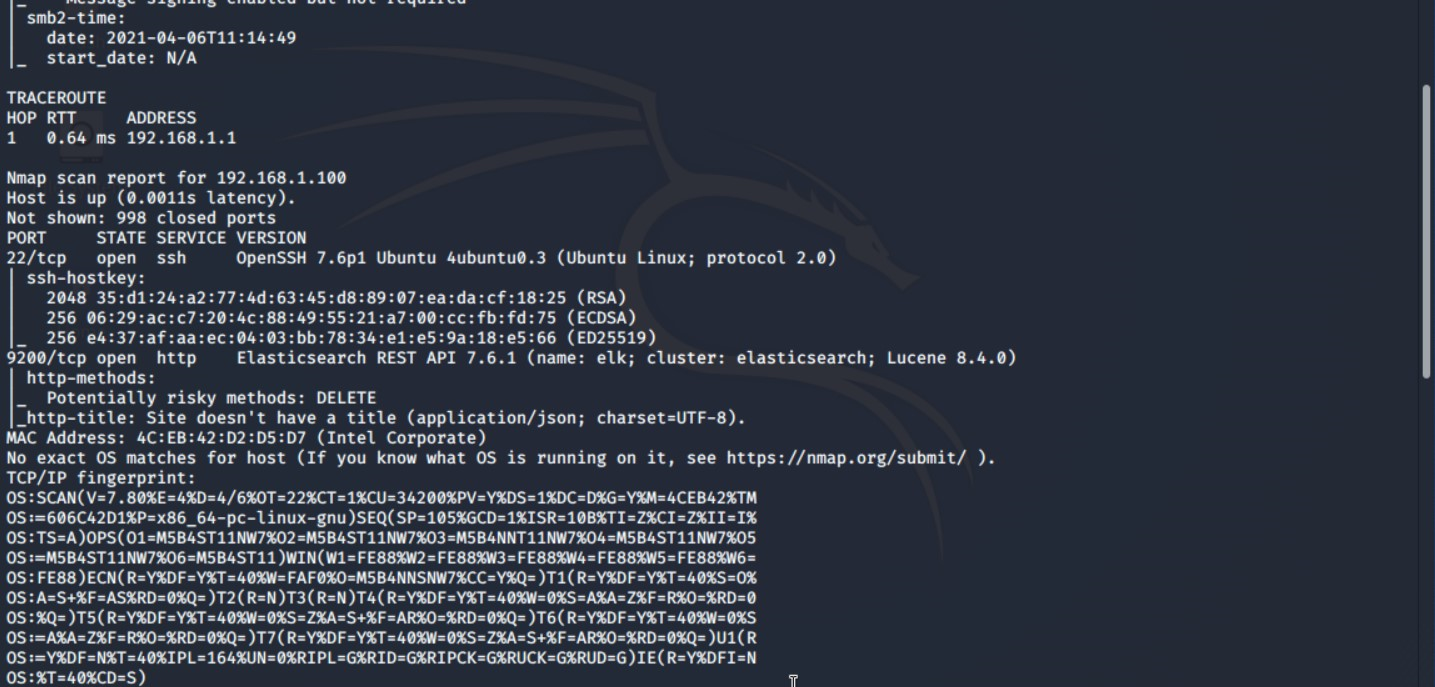 |_    Message signing enabled but not required
| smb2-time:
|   date: 2021-04-06T11:14:49
|_  start_date: N/A
TRACEROUTE
HOP RTT     ADDRESS
1   0.64 ms 192.168.1.1
Nmap scan report for 192.168.1.100
Host is up (0.0011s latency).
Not shown: 998 closed ports
PORT     STATE SERVICE VERSION
22/tcp   open  ssh     OpenSSH 7.6p1 Ubuntu 4ubuntu0.3 (Ubuntu Linux; protocol 2.0)
| ssh-hostkey:
|   2048 35:d1:24:a2:77:4d:63:45:d8:89:07:ea:da:cf:18:25 (RSA)
|   256 06:29:ac:c7:20:4c:88:49:55:21:a7:00:cc:fb:fd:75 (ECDSA)
|_  256 e4:37:af:aa:ec:04:03:bb:78:34:e1:e5:9a:18:e5:66 (ED25519)
9200/tcp open  http    Elasticsearch REST API 7.6.1 (name: elk; cluster: elasticsearch; Lucene 8.4.0)
| http-methods:
|_  Potentially risky methods: DELETE
|_http-title: Site doesn't have a title (application/json; charset=UTF-8).
MAC Address: 4C:EB:42:D2:D5:D7 (Intel Corporate)
No exact OS matches for host (If you know what OS is running on it, see https://nmap.org/submit/ ).
TCP/IP fingerprint:
OS:SCAN(V=7.80%E=4%D=4/6%OT=22%CT=1%CU=34200%PV=Y%DS=1%DC=D%G=Y%M=4CEB42%TM
OS:=606C42D1%P=x86_64-pc-linux-gnu)SEQ(SP=105%GCD=1%ISR=10B%TI=Z%CI=Z%II=I%
OS:TS=A)OPS(O1=M5B4ST11NW7%O2=M5B4ST11NW7%O3=M5B4NNT11NW7%O4=M5B4ST11NW7%O5
OS:=M5B4ST11NW7%O6=M5B4ST11)WIN(W1=FE88%W2=FE88%W3=FE88%W4=FE88%W5=FE88%W6=
OS:FE88)ECN(R=Y%DF=Y%T=40%W=FAF0%O=M5B4NNSNW7%CC=Y%Q=)T1(R=Y%DF=Y%T=40%S=O%
OS:A=S+%F=AS%RD=0%Q=)T2(R=N)T3(R=N)T4(R=Y%DF=Y%T=40%W=0%S=A%A=Z%F=R%O=%RD=0
OS:%Q=)T5(R=Y%DF=Y%T=40%W=0%S=Z%A=S+%F=AR%O=%RD=0%Q=)T6(R=Y%DF=Y%T=40%W=0%S
OS:=A%A=Z%F=R%O=%RD=0%Q=)T7(R=Y%DF=Y%T=40%W=0%S=Z%A=S+%F=AR%O=%RD=0%Q=)U1(R
OS:=Y%DF=N%T=40%IPL=164%UN=0%RIPL=G%RID=G%RIPCK=G%RUCK=G%RUD=G)IE(R=Y%DFI=N
OS:%T=40%CD=S)